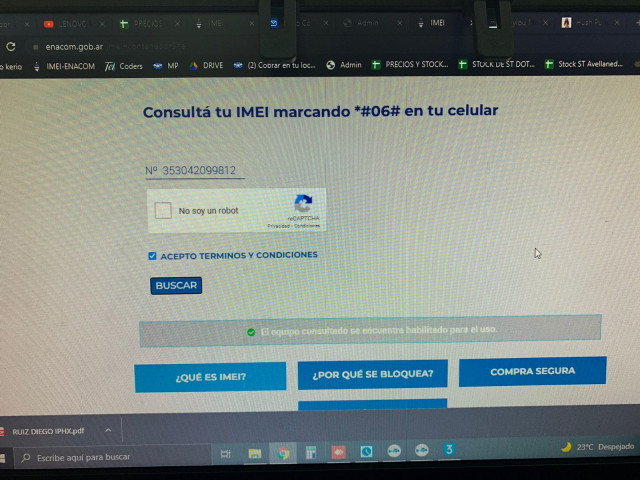 LENOVO
PRECIOS
IMEI
Admin
IMEI
enacom.gob.ar
o kerio
IMEI-ENACOM
Coders
MP
DRIVE
(2) Cobrar en tu loc...
Admin
PRECIOS Y STOCK...
STOCK DE ST DOT...
Stock ST Avellaned...
Consultá tu IMEI marcando *#06# en tu celular
Nº 353042099812
No soy un robot
reCAPTCHA
Privacidad - Condiciones
ACEPTO TERMINOS Y CONDICIONES
BUSCAR
El equipo consultado se encuentra habilitado para el uso.
¿QUÉ ES IMEI?
¿POR QUÉ SE BLOQUEA?
COMPRA SEGURA
RUIZ DIEGO IPHX.pdf
Escribe aquí para buscar
23°C Despejado